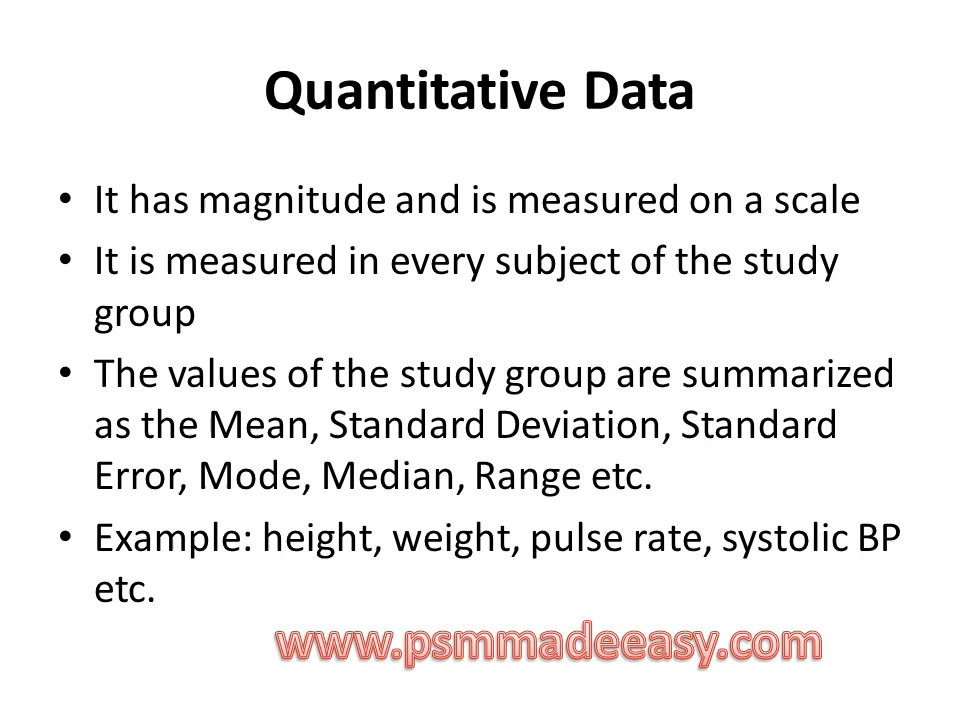 Quantitative Data
• It has magnitude and is measured on a scale
• It is measured in every subject of the study
group
• The values of the study group are summarized
as the Mean, Standard Deviation, Standard
Error, Mode, Median, Range etc.
• Example: height, weight, pulse rate, systolic BP
etc.
www.psmmadeeasy.com